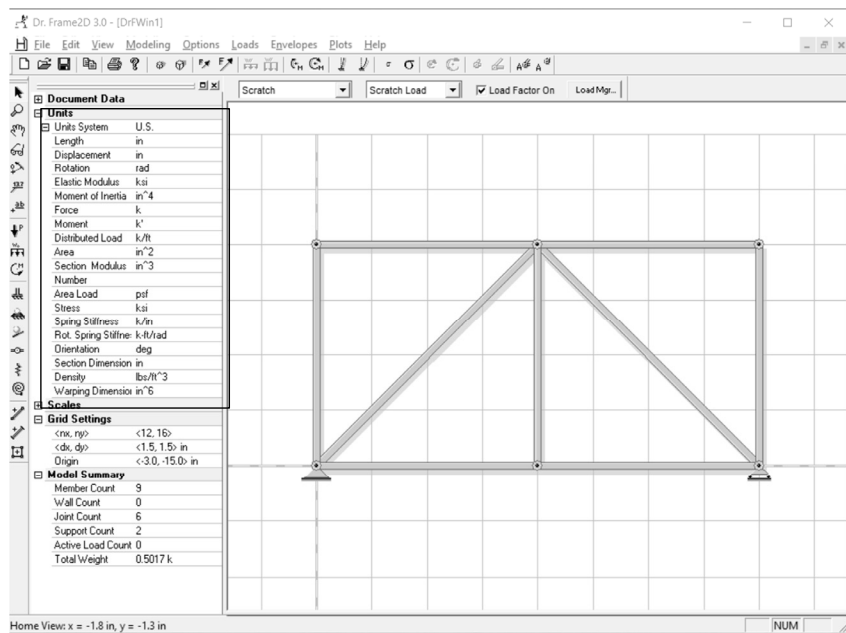 Dr. Frame2D 3.0 - [DrFWin1]
File Edit View Modeling Options Loads Envelopes Plots Help
Scratch Scratch Load Load Factor On Load Mgr...
Document Data
Units
Units System U.S.
Length in
Displacement in
Rotation rad
Elastic Modulus ksi
Moment of Inertia in^4
Force k
Moment k'
Distributed Load k/ft
Area in^2
Section Modulus in^3
Number
Area Load psf
Stress ksi
Spring Stiffness k/in
Rot. Spring Stiffne: k-ft/rad
Orientation deg
Section Dimension in
Density lbs/ft^3
Warping Dimensio in^6
Scales
Grid Settings
<nx, ny> <12, 16>
<dx, dy> <1.5, 1.5> in
Origin <-3.0, -15.0> in
Model Summary
Member Count 9
Wall Count 0
Joint Count 6
Support Count 2
Active Load Count 0
Total Weight 0.5017 k
Home View: x = -1.8 in, y = -1.3 in NUM